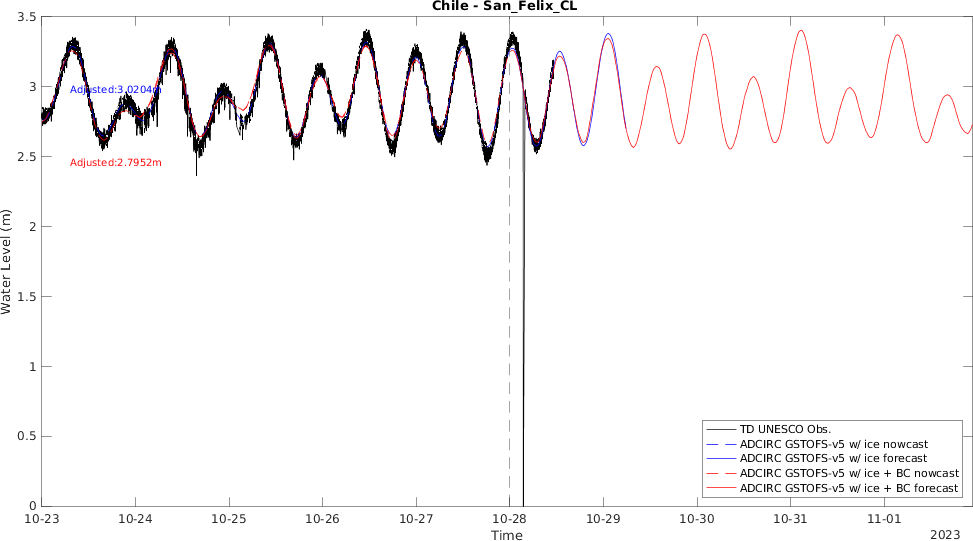 Chile - San_Felix_CL
3.5
3
2.5
2
1.5
1
0.5
0
Water Level (m)
Adjusted:3.0204m
Adjusted:2.7952m
TD UNESCO Obs.
ADCIRC GSTOFS-v5 w/ ice nowcast
ADCIRC GSTOFS-v5 w/ ice forecast
ADCIRC GSTOFS-v5 w/ ice + BC nowcast
ADCIRC GSTOFS-v5 w/ ice + BC forecast
10-23 10-24 10-25 10-26 10-27 10-28 10-29 10-30 10-31 11-01
Time
2023